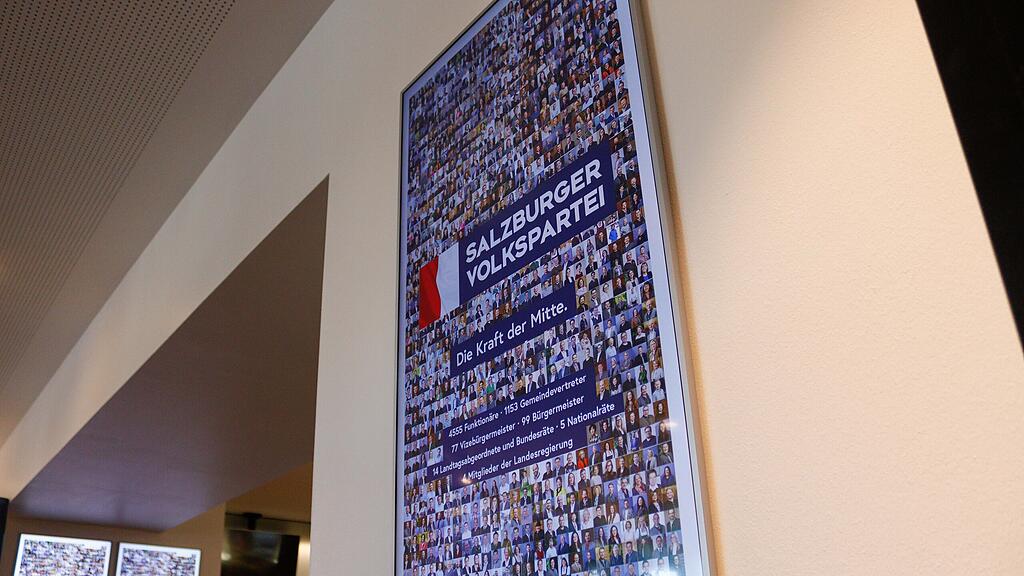 SALZBURGER
VOLKSPARTEI
Die Kraft der Mitte.
4555 Funktionäre · 1153 Gemeindevertreter
77 Vizebürgermeister · 99 Bürgermeister
14 Landtagsabgeordnete und Bundesräte · 5 Nationalräte
4 Mitglieder der Landesregierung